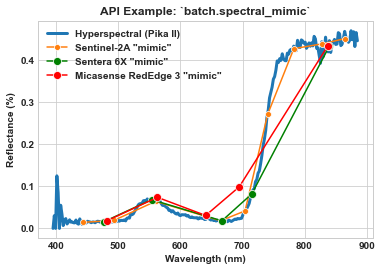 API Example: `batch.spectral_mimic`
Hyperspectral (Pika II)
Sentinel-2A "mimic"
Sentera 6X "mimic"
Micasense RedEdge 3 "mimic"
Reflectance (%)
0.4
0.3
0.2
0.1
0.0
400 500 600 700 800 900
Wavelength (nm)